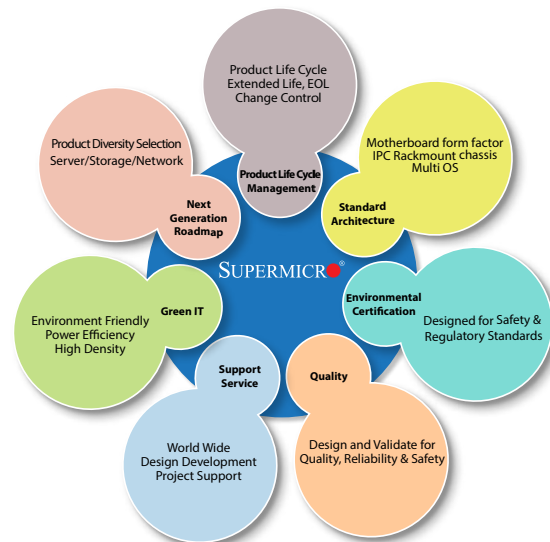 Product Life Cycle
Extended Life, EOL
Change Control
Product Life Cycle
Management
Motherboard form factor
IPC Rackmount chassis
Multi OS
Standard
Architecture
Environmental
Certification
Designed for Safety &
Regulatory Standards
Quality
Design and Validate for
Quality, Reliability & Safety
Support
Service
World Wide
Design Development
Project Support
Green IT
Environment Friendly
Power Efficiency
High Density
Product Diversity Selection
Server/Storage/Network
Next
Generation
Roadmap
SUPERMICRO®